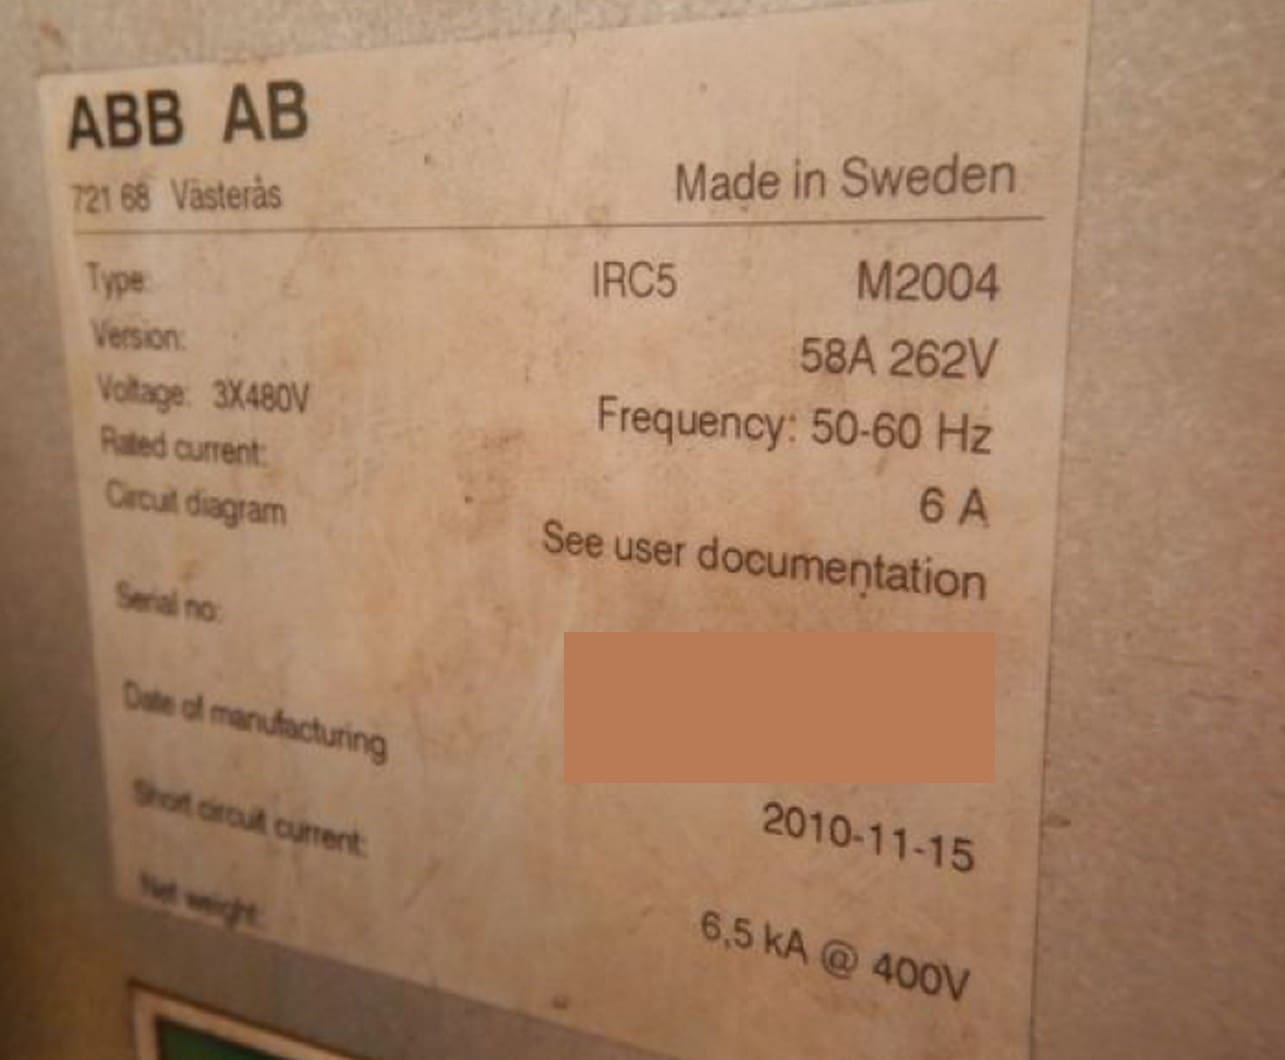 ABB AB
721 68 Västerås
Made in Sweden
Type: IRC5 M2004
Version: 58A 262V
Voltage: 3X480V Frequency: 50-60 Hz
Rated current: 6 A
Circuit diagram See user documentation
Serial no:
Date of manufacturing 2010-11-15
Short circuit current: 6,5 kA @ 400V
Net weight: